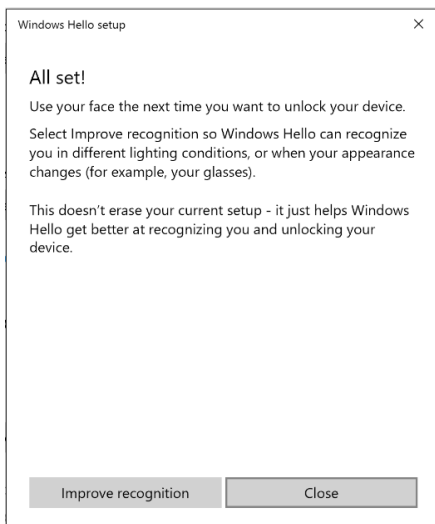 Windows Hello setup
All set!
Use your face the next time you want to unlock your device.
Select Improve recognition so Windows Hello can recognize
you in different lighting conditions, or when your appearance
changes (for example, your glasses).
This doesn't erase your current setup - it just helps Windows
Hello get better at recognizing you and unlocking your
device.
Improve recognition
Close